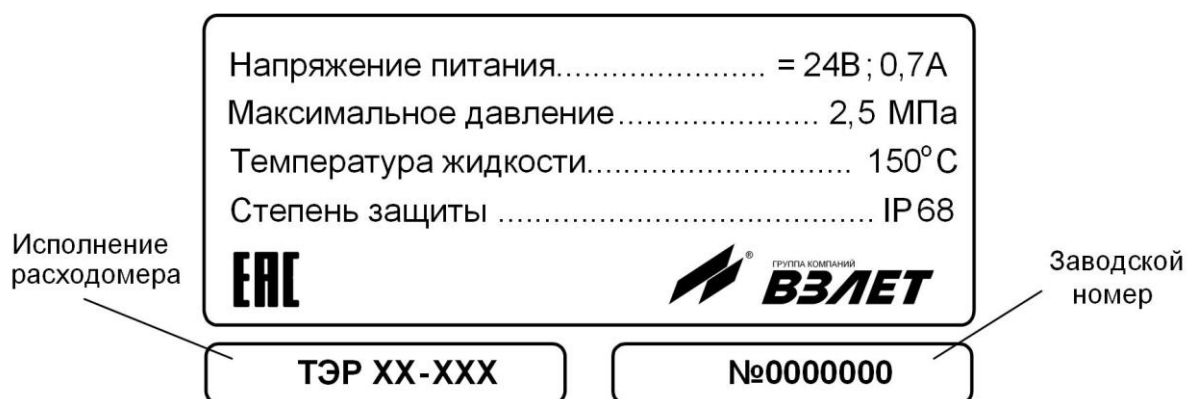 Напряжение питания...................... = 24В; 0,7А
Максимальное давление...................... 2,5 МПа
Температура жидкости............................ 150°С
Степень защиты ....................................... IP68
Исполнение
расходомера
ЕАС
®
ГРУППА КОМПАНИЙ
ВЗЛЕТ
Заводской
номер
ТЭР ХХ-ХХХ
№0000000